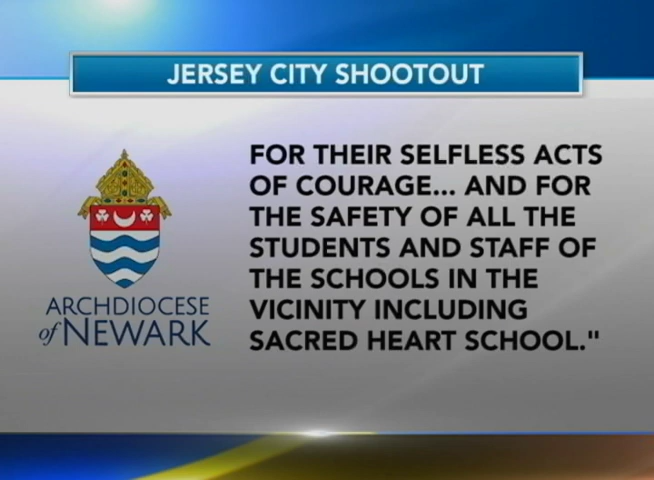 JERSEY CITY SHOOTOUT
FOR THEIR SELFLESS ACTS
OF COURAGE... AND FOR
THE SAFETY OF ALL THE
STUDENTS AND STAFF OF
THE SCHOOLS IN THE
VICINITY INCLUDING
SACRED HEART SCHOOL."
ARCHDIOCESE
of NEWARK